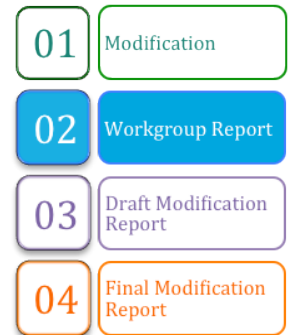 01
Modification
02
Workgroup Report
03
Draft Modification
Report
04
Final Modification
Report